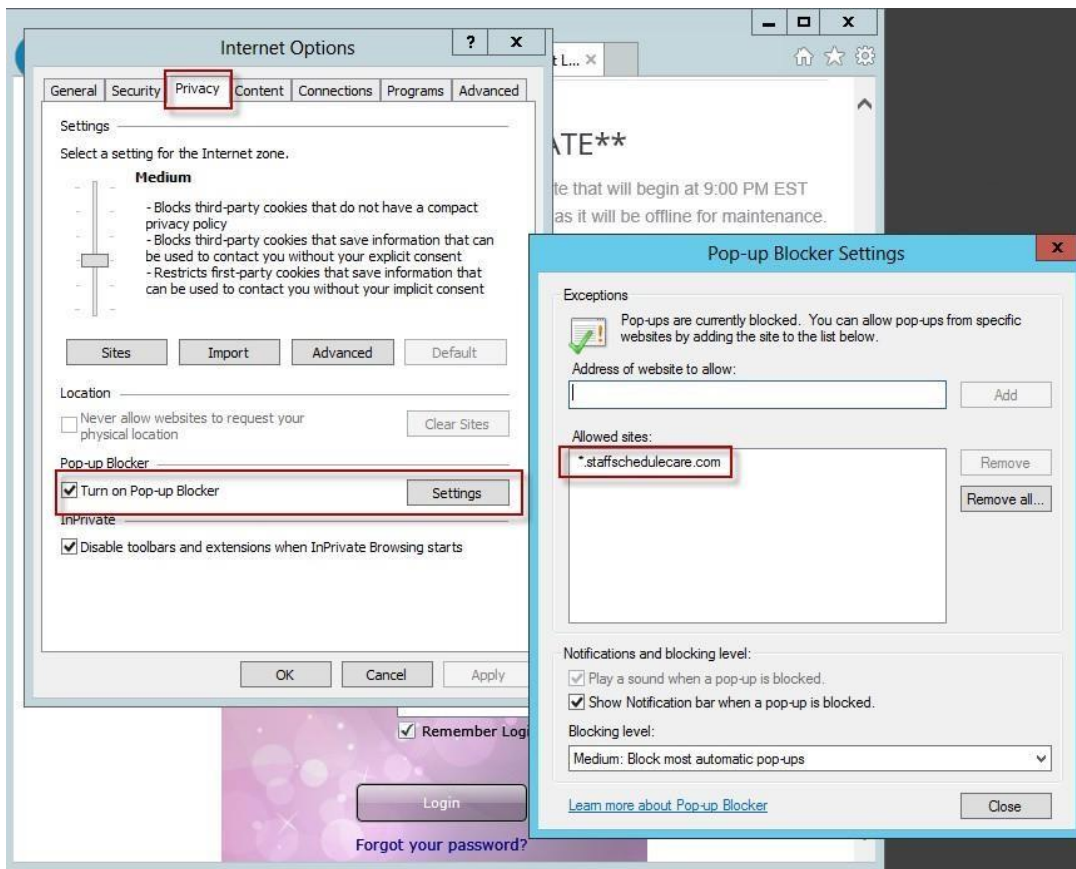 Internet Options
? x
t L... ×
General Security Privacy Content Connections Programs Advanced
Settings
Select a setting for the Internet zone.
Medium
- Blocks third-party cookies that do not have a compact
privacy policy
- Blocks third-party cookies that save information that can
be used to contact you without your explicit consent
- Restricts first-party cookies that save information that
can be used to contact you without your implicit consent
Sites Import Advanced Default
Location
Never allow websites to request your
physical location
Clear Sites
Pop-up Blocker
Turn on Pop-up Blocker
Settings
InPrivate
Disable toolbars and extensions when InPrivate Browsing starts
OK Cancel Apply
ATE**
te that will begin at 9:00 PM EST
as it will be offline for maintenance.
Pop-up Blocker Settings
x
Exceptions
Pop-ups are currently blocked. You can allow pop-ups from specific
websites by adding the site to the list below.
Address of website to allow:
Add
Allowed sites:
*.staffschedulecare.com
Remove
Remove all...
Notifications and blocking level:
Play a sound when a pop-up is blocked.
Show Notification bar when a pop-up is blocked.
Blocking level:
Medium: Block most automatic pop-ups
Learn more about Pop-up Blocker
Close
Remember Logi
Login
Forgot your password?